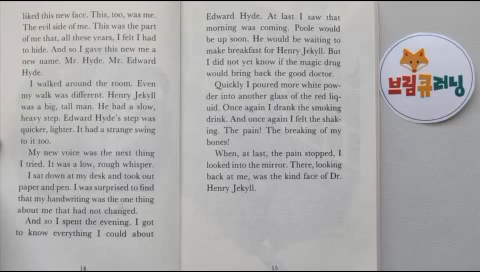 liked this new face. This, too, was me.
The evil side of me. This was the part
of me that, all these years, I felt I had
to hide. And so I gave this new me a
new name. Mr. Hyde. Mr. Edward
Hyde.
I walked around the room. Even
my walk was different. Henry Jekyll
was a big, tall man. He had a slow,
heavy step. Edward Hyde's step was
quicker, lighter. It had a strange swing
to it too.
My new voice was the next thing
I tried. It was a low, rough whisper.
I sat down at my desk and took out
paper and pen. I was surprised to find
that my handwriting was the one thing
about me that had not changed.
And so I spent the evening. I got
to know everything I could about
14
Edward Hyde. At last I saw that
morning was coming. Poole would
be up soon. He would be waiting to
make breakfast for Henry Jekyll. But
I did not yet know if the magic drug
would bring back the good doctor.
Quickly I poured more white pow-
der into another glass of the red liq-
uid. Once again I drank the smoking
drink. And once again I felt the shak-
ing. The pain! The breaking of my
bones!
When, at last, the pain stopped, I
looked into the mirror. There, looking
back at me, was the kind face of Dr.
Henry Jekyll.
15
브림큐러닝